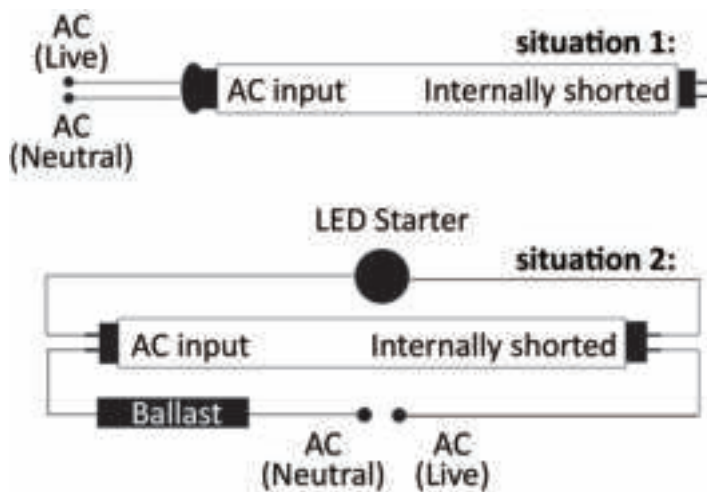 AC
(Live)
situation 1:
AC input Internally shorted
AC
(Neutral)
LED Starter
situation 2:
AC input Internally shorted
Ballast
AC
(Neutral)
AC
(Live)